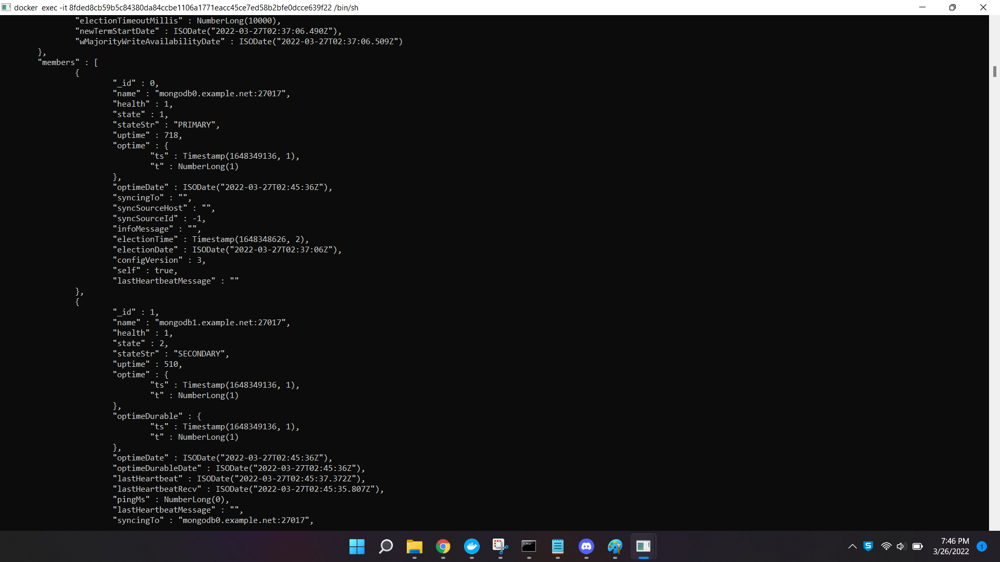 docker  exec -it 8fded8cb59b5c84380da84ccbe1106a1771eacc45ce7ed58b2bfe0dcce639f22 /bin/sh
"electionTimeoutMillis" : NumberLong(10000),
"newTermStartDate" : ISODate("2022-03-27T02:37:06.490Z"),
"wMajorityWriteAvailabilityDate" : ISODate("2022-03-27T02:37:06.509Z")
},
"members" : [
{
"_id" : 0,
"name" : "mongodb0.example.net:27017",
"health" : 1,
"state" : 1,
"stateStr" : "PRIMARY",
"uptime" : 718,
"optime" : {
"ts" : Timestamp(1648349136, 1),
"t" : NumberLong(1)
},
"optimeDate" : ISODate("2022-03-27T02:45:36Z"),
"syncingTo" : "",
"syncSourceHost" : "",
"syncSourceId" : -1,
"infoMessage" : "",
"electionTime" : Timestamp(1648348626, 2),
"electionDate" : ISODate("2022-03-27T02:37:06Z"),
"configVersion" : 3,
"self" : true,
"lastHeartbeatMessage" : ""
},
{
"_id" : 1,
"name" : "mongodb1.example.net:27017",
"health" : 1,
"state" : 2,
"stateStr" : "SECONDARY",
"uptime" : 510,
"optime" : {
"ts" : Timestamp(1648349136, 1),
"t" : NumberLong(1)
},
"optimeDurable" : {
"ts" : Timestamp(1648349136, 1),
"t" : NumberLong(1)
},
"optimeDate" : ISODate("2022-03-27T02:45:36Z"),
"optimeDurableDate" : ISODate("2022-03-27T02:45:36Z"),
"lastHeartbeat" : ISODate("2022-03-27T02:45:37.372Z"),
"lastHeartbeatRecv" : ISODate("2022-03-27T02:45:35.807Z"),
"pingMs" : NumberLong(0),
"lastHeartbeatMessage" : "",
"syncingTo" : "mongodb0.example.net:27017",
S
7:46 PM
3/26/2022
1